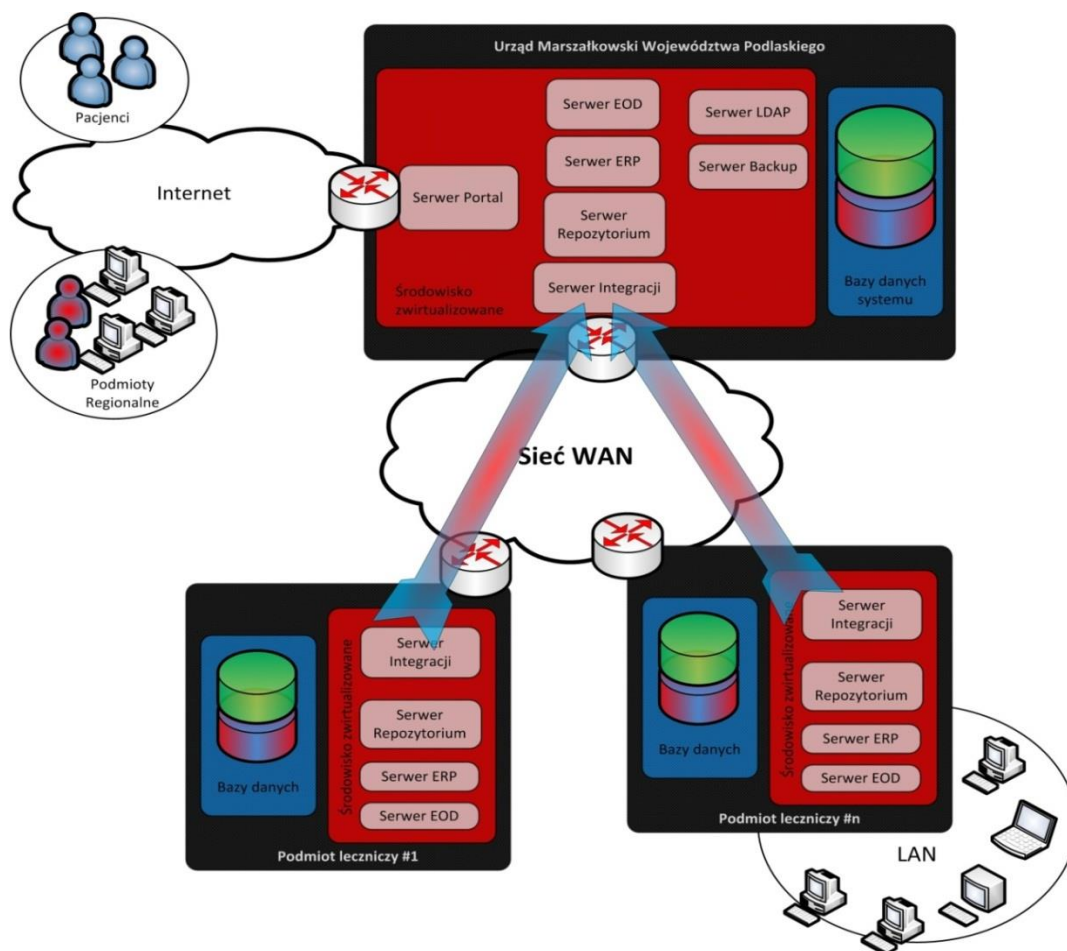 Urząd Marszałkowski Województwa Podlaskiego
Pacjenci
Internet
Podmioty
Regionalne
Serwer Portal
Serwer EOD
Serwer ERP
Serwer
Repozytorium
Serwer Integracji
Serwer LDAP
Serwer Backup
Środowisko
zwirtualizowane
Bazy danych
systemu
Sieć WAN
Bazy danych
Środowisko zwirtualizowane
Serwer
Integracji
Serwer
Repozytorium
Serwer ERP
Serwer EOD
Podmiot leczniczy #1
Bazy danych
Środowisko zwirtualizowane
Serwer
Integracji
Serwer
Repozytorium
Serwer ERP
Serwer EOD
Podmiot leczniczy #n
LAN